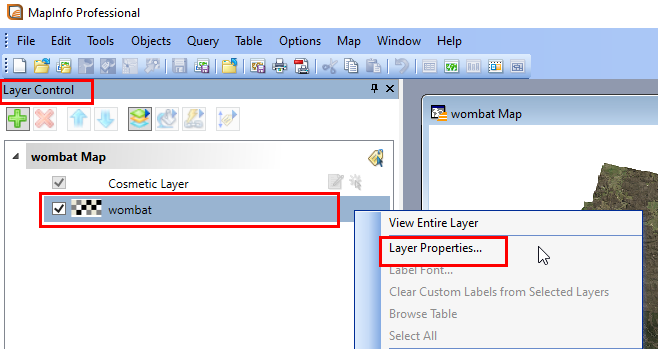 MapInfo Professional
File Edit Tools Objects Query Table Options Map Window Help
Layer Control
wombat Map
Cosmetic Layer
wombat
wombat Map
View Entire Layer
Layer Properties...
Label Font...
Clear Custom Labels from Selected Layers
Browse Table
Select All